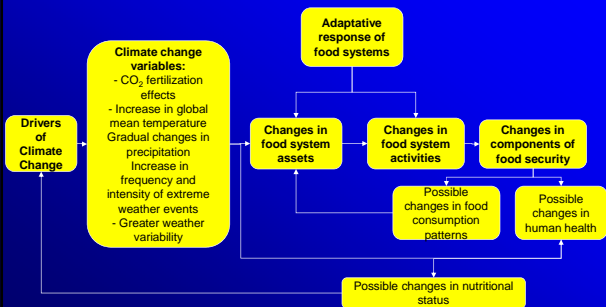 Adaptative
response of
food systems
Climate change
variables:
- CO₂ fertilization
effects
- Increase in global
mean temperature
Gradual changes in
precipitation
Increase in
frequency and
intensity of extreme
weather events
- Greater weather
variability
Drivers
of
Climate
Change
Changes in
food system
assets
Changes in
food system
activities
Changes in
components of
food security
Possible
changes in food
consumption
patterns
Possible
changes in
human health
Possible changes in nutritional
status